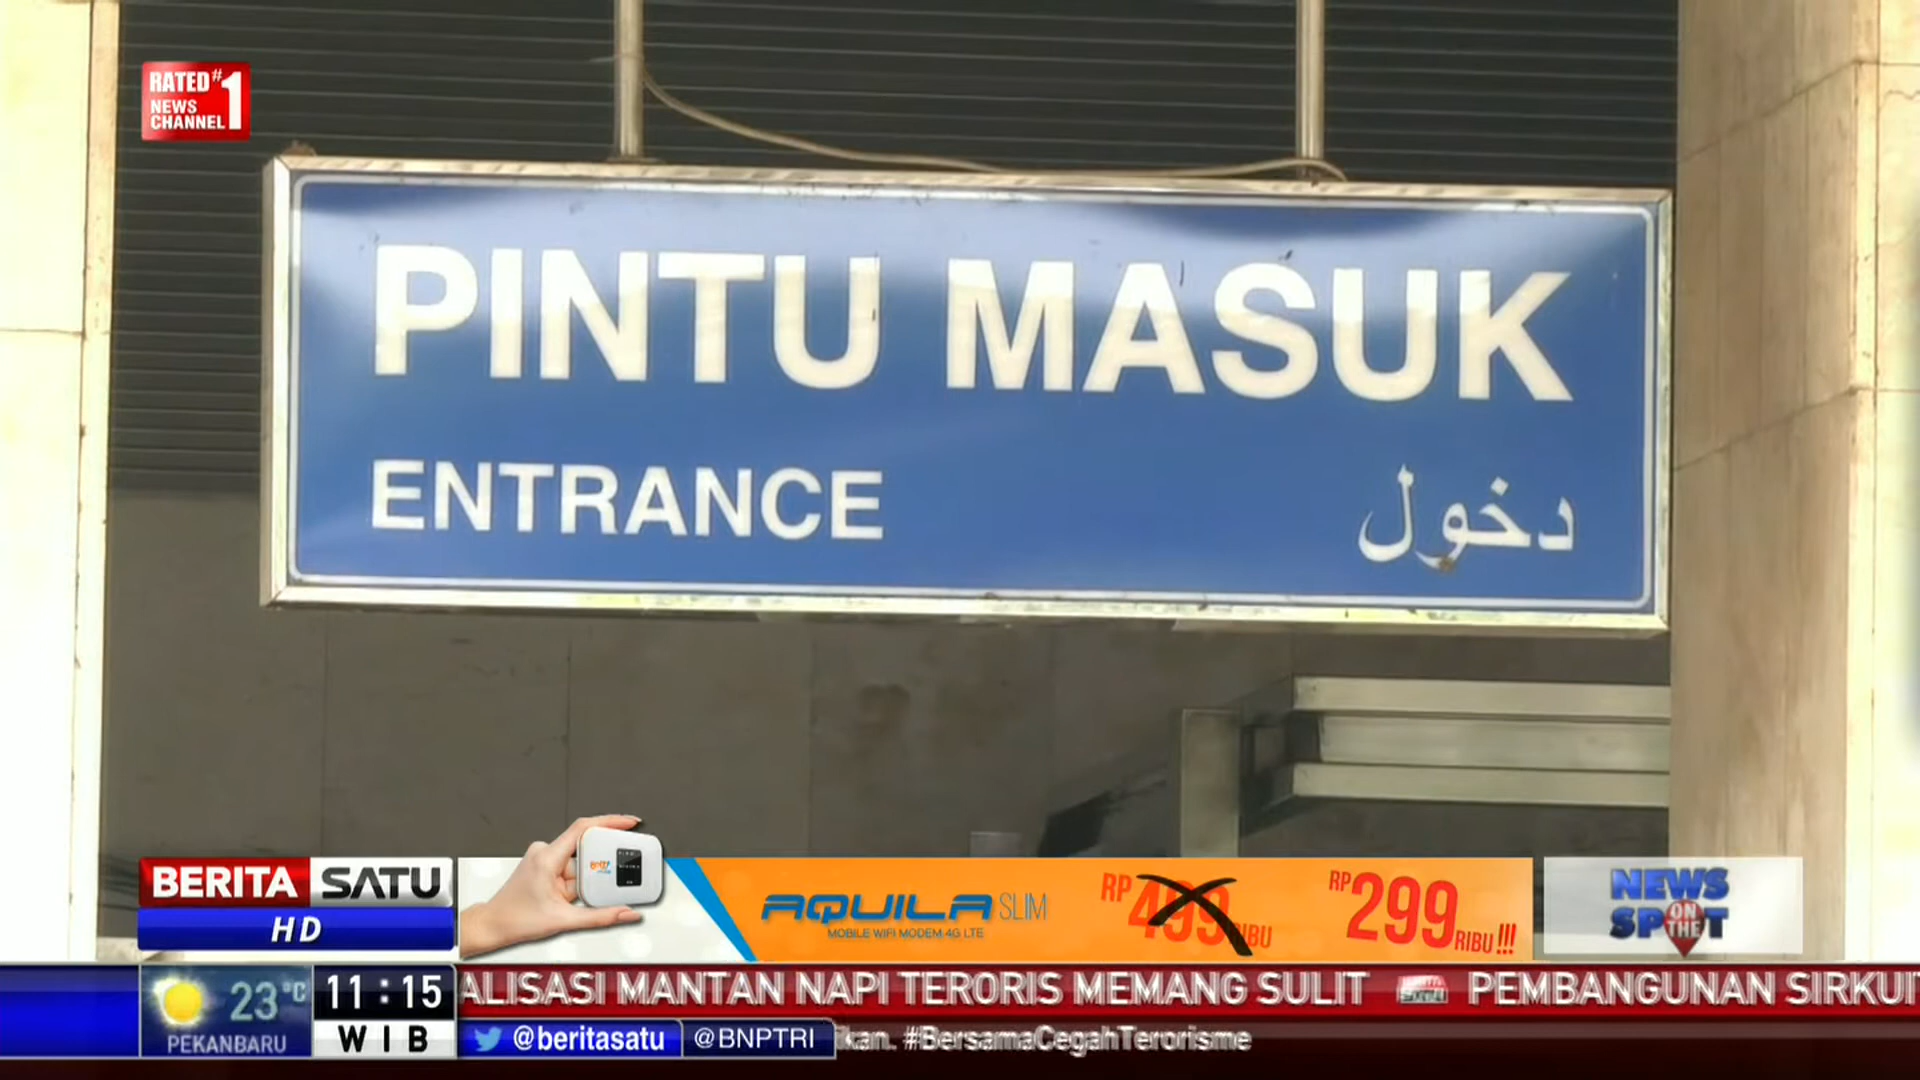 RATED #1
NEWS
CHANNEL
PINTU MASUK
ENTRANCE
دخول
BERITA SATU
HD
AQUILA SLIM
MOBILE WIFI MODEM 4G LTE
RP 499 RIBU
RP 299 RIBU !!!
NEWS
ON THE
SPOT
23°C
PEKANBARU
11:15
WIB
ALISASI MANTAN NAPI TERORIS MEMANG SULIT
PEMBANGUNAN SIRKUI
@beritasatu
@BNPTRI
ikan. #BersamaCegahTerorisme